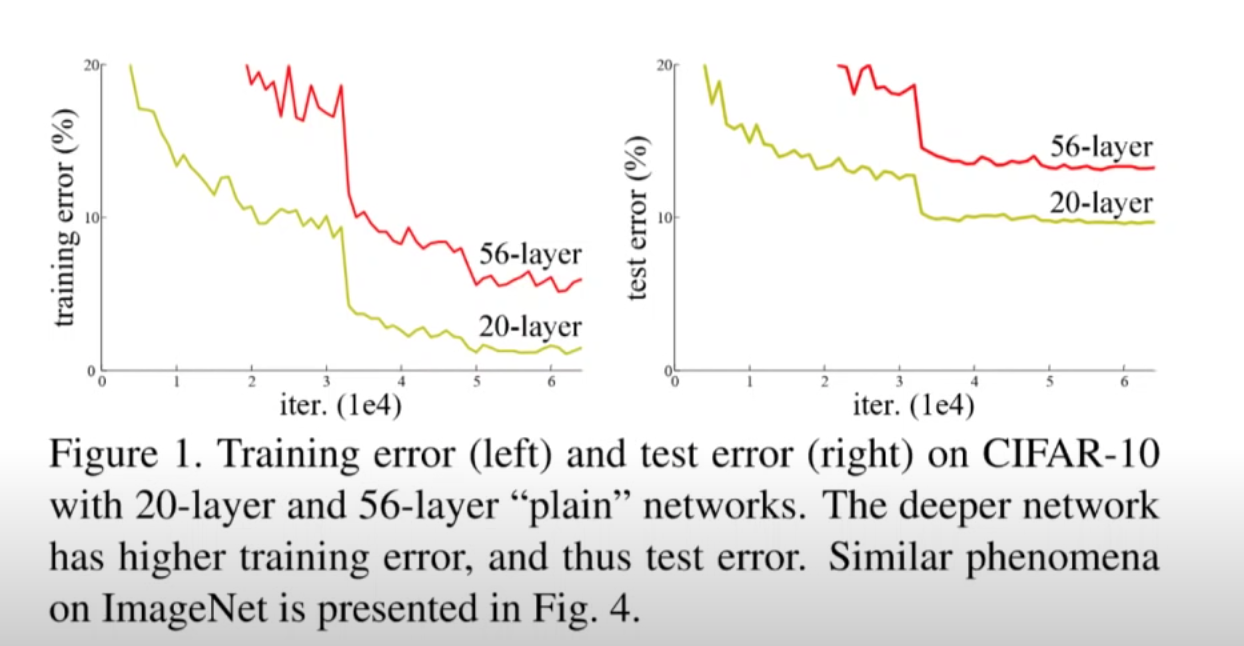 20
10
0
training error (%)
0 1 2 3 4 5 6
iter. (1e4)
56-layer
20-layer
20
10
0
test error (%)
0 1 2 3 4 5 6
iter. (1e4)
56-layer
20-layer
Figure 1. Training error (left) and test error (right) on CIFAR-10
with 20-layer and 56-layer “plain” networks. The deeper network
has higher training error, and thus test error. Similar phenomena
on ImageNet is presented in Fig. 4.